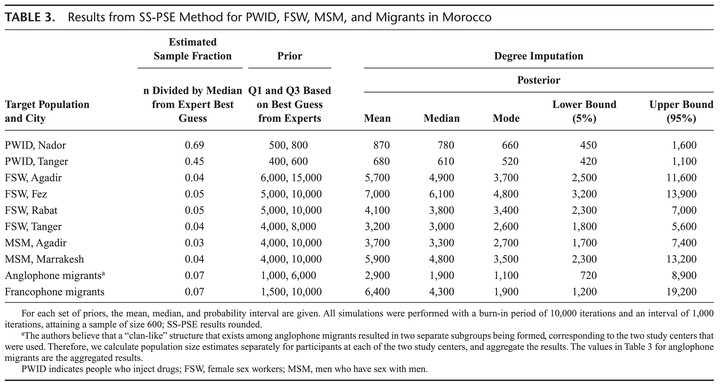 TABLE 3. Results from SS-PSE Method for PWID, FSW, MSM, and Migrants in Morocco
Estimated
Sample Fraction Prior Degree Imputation
n Divided by Median Q1 and Q3 Based Posterior
Target Population from Expert Best on Best Guess Lower Bound Upper Bound
and City Guess from Experts Mean Median Mode (5%) (95%)
PWID, Nador 0.69 500, 800 870 780 660 450 1,600
PWID, Tanger 0.45 400, 600 680 610 520 420 1,100
FSW, Agadir 0.04 6,000, 15,000 5,700 4,900 3,700 2,500 11,600
FSW, Fez 0.05 5,000, 10,000 7,000 6,100 4,800 3,200 13,900
FSW, Rabat 0.05 5,000, 10,000 4,100 3,800 3,400 2,300 7,000
FSW, Tanger 0.04 4,000, 8,000 3,200 3,000 2,600 1,800 5,600
MSM, Agadir 0.03 4,000, 10,000 3,700 3,300 2,700 1,700 7,400
MSM, Marrakesh 0.04 4,000, 10,000 5,900 4,800 3,500 2,300 13,200
Anglophone migrantsᵃ 0.07 1,000, 6,000 2,900 1,900 1,100 720 8,900
Francophone migrants 0.07 1,500, 10,000 6,400 4,300 1,900 1,200 19,200
For each set of priors, the mean, median, and probability interval are given. All simulations were performed with a burn-in period of 10,000 iterations and an interval of 1,000
iterations, attaining a sample of size 600; SS-PSE results rounded.
ᵃThe authors believe that a “clan-like” structure that exists among anglophone migrants resulted in two separate subgroups being formed, corresponding to the two study centers that
were used. Therefore, we calculate population size estimates separately for participants at each of the two study centers, and aggregate the results. The values in Table 3 for anglophone
migrants are the aggregated results.
PWID indicates people who inject drugs; FSW, female sex workers; MSM, men who have sex with men.